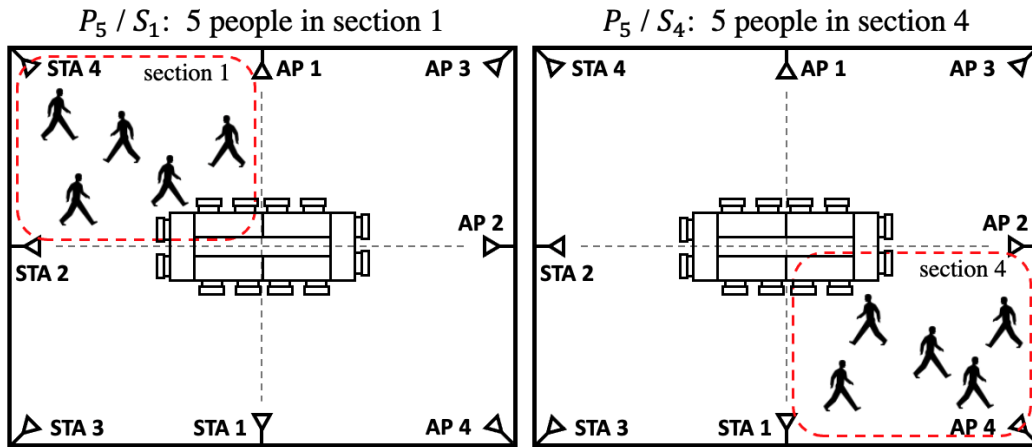 P₅ / S₁: 5 people in section 1
STA 4
section 1
AP 1
AP 3
STA 2
AP 2
STA 3
STA 1
AP 4
P₅ / S₄: 5 people in section 4
STA 4
AP 1
AP 3
STA 2
AP 2
section 4
STA 3
STA 1
AP 4